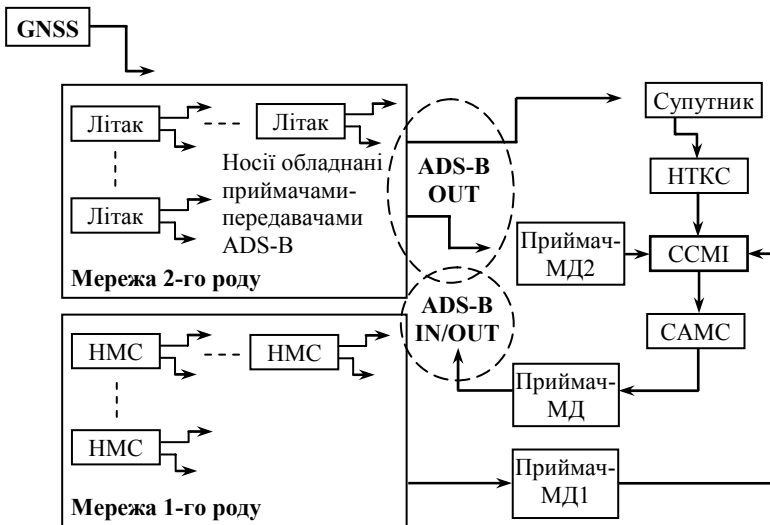 GNSS
Літак
Літак
Носії обладнані
приймачами-
передавачами
ADS-B
Літак
Мережа 2-го роду
ADS-B
OUT
Супутник
НТКС
Приймач-
МД2
ССМІ
ADS-B
IN/OUT
САМС
НМС
НМС
Приймач-
МД
НМС
Приймач-
МД1
Мережа 1-го роду